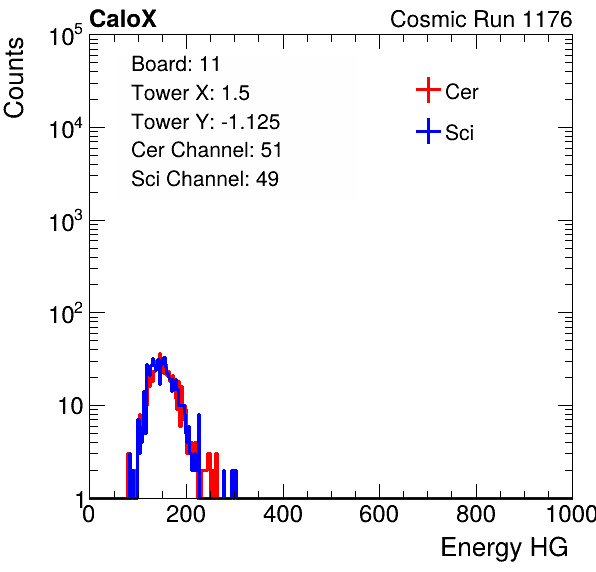 CaloX
Cosmic Run 1176
Counts
10^5
10^4
10^3
10^2
10
1
Board: 11
Tower X: 1.5
Tower Y: -1.125
Cer Channel: 51
Sci Channel: 49
Cer
Sci
0 200 400 600 800 1000
Energy HG